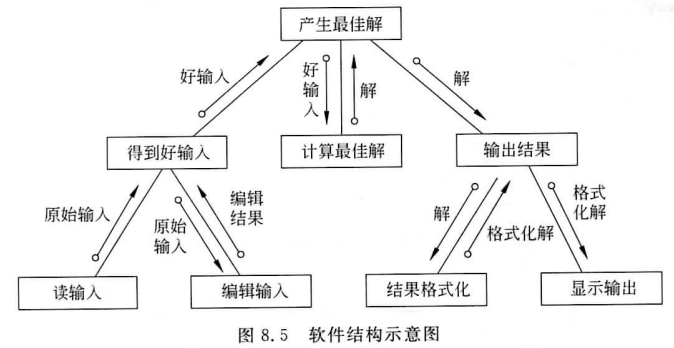 产生最佳解
好输入
好
输
入
解
解
得到好输入
计算最佳解
输出结果
原始输入
原始
输入
编辑
结果
解
格式化解
格式
化解
读输入
编辑输入
结果格式化
显示输出
图 8.5 软件结构示意图